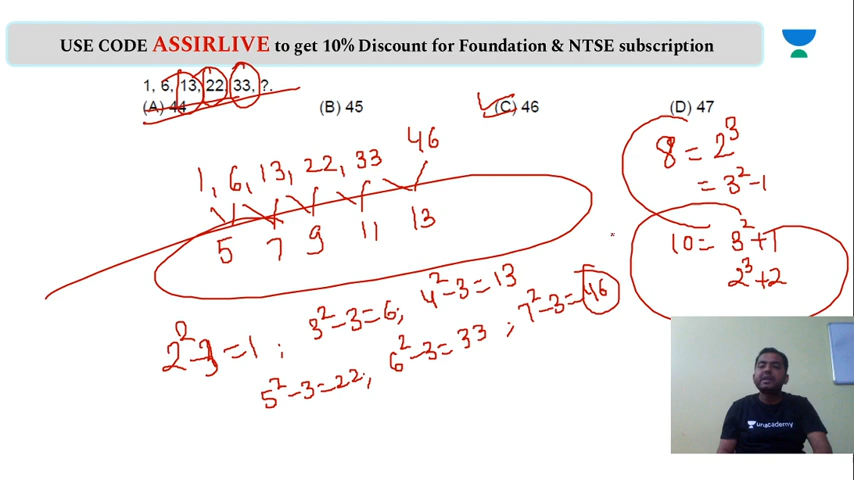 USE CODE ASSIRLIVE to get 10% Discount for Foundation & NTSE subscription
1, 6, 13, 22, 33, ?.
(A) 44 (B) 45 (C) 46 (D) 47
1, 6, 13, 22, 33 46
5 7 9 11 13
8 = 2³
= 3²-1
10 = 3²+1
2³+2
2²-3=1 ; 3²-3=6; 4²-3=13
5²-3=22; 6²-3=33 ; 7²-3=46
unacademy